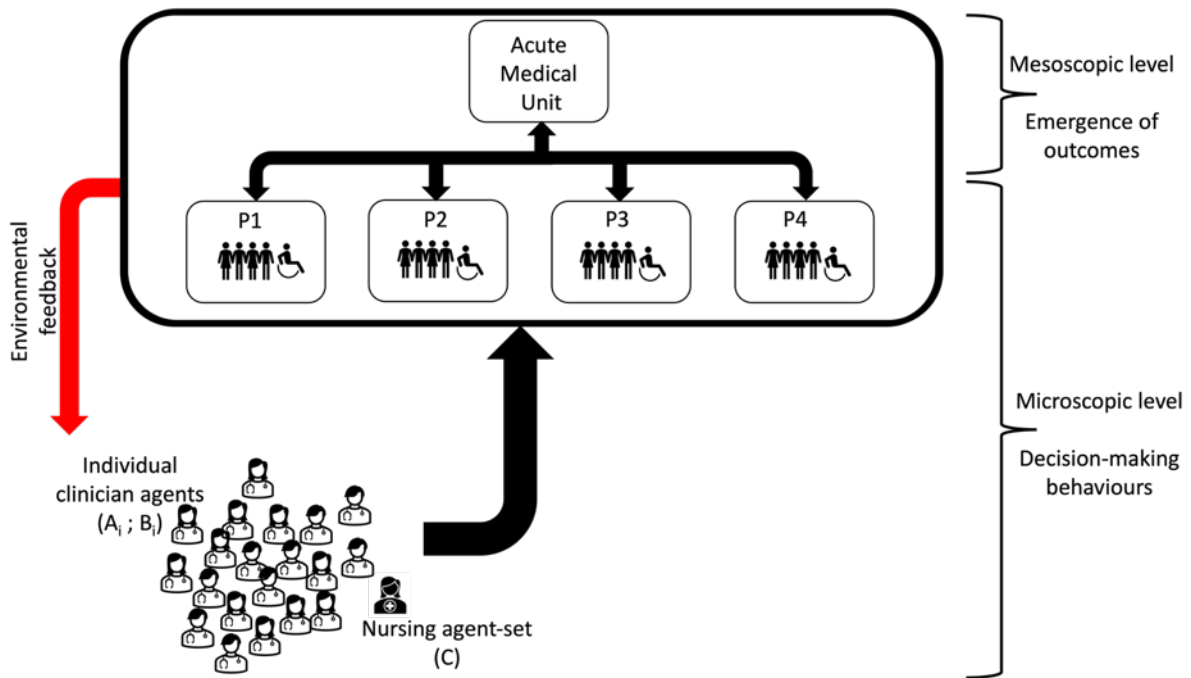 Acute
Medical
Unit
P1
P2
P3
P4
Mesoscopic level
Emergence of
outcomes
Environmental
feedback
Microscopic level
Decision-making
behaviours
Individual
clinician agents
(Ai ; Bi)
Nursing agent-set
(C)